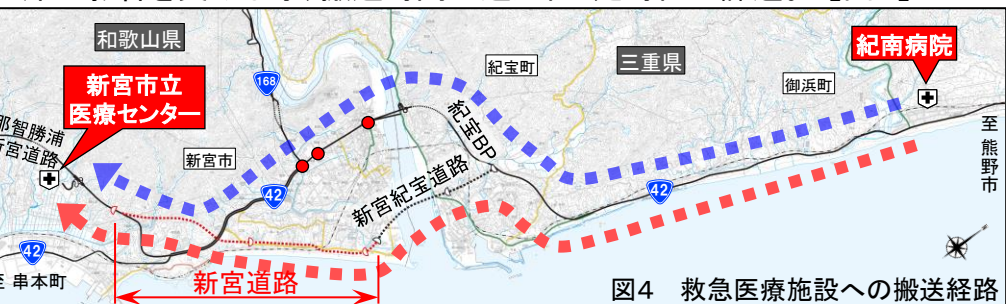 和歌山県
新宮市立
医療センター
那智勝浦
新宮道路
新宮市
168
42
紀宝町
三重県
御浜町
紀南病院
至
熊野市
紀宝BP
新宮紀宝道路
42
42
至 串本町
新宮道路
図4 救急医療施設への搬送経路